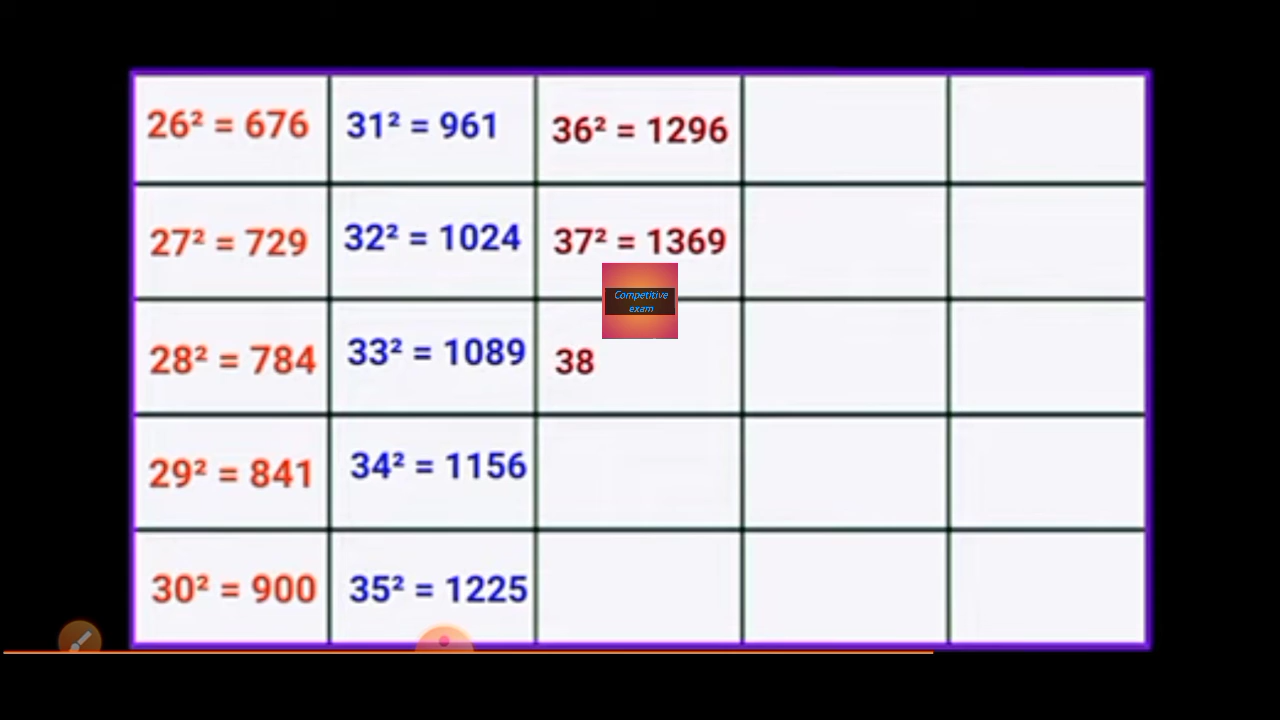 26² = 676 31² = 961 36² = 1296
27² = 729 32² = 1024 37² = 1369
Competitive
exam
28² = 784 33² = 1089 38
29² = 841 34² = 1156
30² = 900 35² = 1225